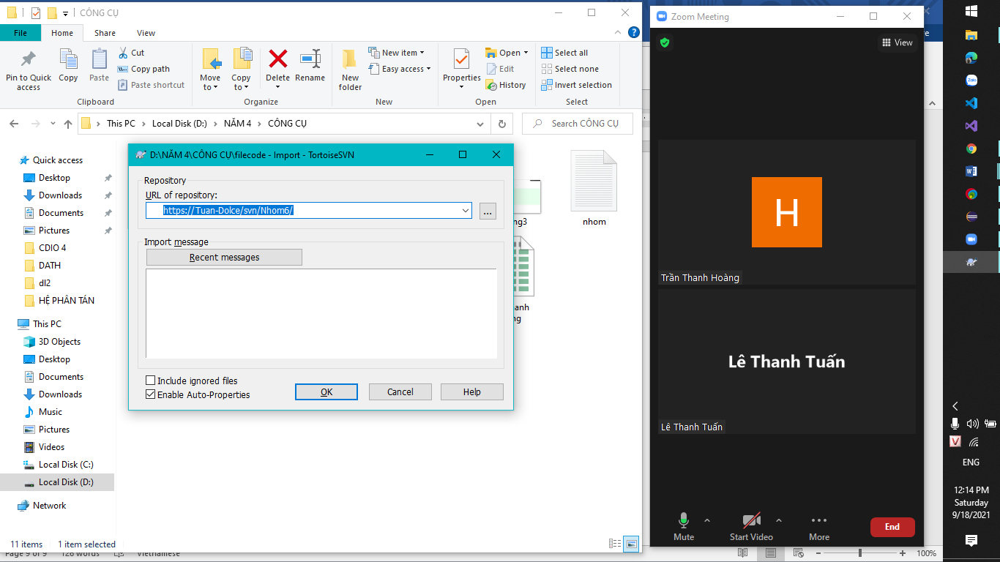 CÔNG CỤ
File Home Share View
Pin to Quick access
Copy
Paste
Cut
Copy path
Paste shortcut
Clipboard
Move to
Copy to
Delete
Rename
Organize
New folder
New item
Easy access
New
Properties
Open
Edit
History
Open
Select all
Select none
Invert selection
Select
This PC Local Disk (D:) NĂM 4 CÔNG CỤ
Search CÔNG CỤ
Quick access
Desktop
Downloads
Documents
Pictures
CDIO 4
DATH
dl2
HỆ PHÂN TÁN
This PC
3D Objects
Desktop
Documents
Downloads
Music
Pictures
Videos
Local Disk (C:)
Local Disk (D:)
Network
11 items 1 item selected
D:\NĂM 4\CÔNG CỤ\filecode - Import - TortoiseSVN
Repository
URL of repository:
https://Tuan-Dolce/svn/Nhom6/
...
Import message
Recent messages
Include ignored files
Enable Auto-Properties
OK
Cancel
Help
ng3
nhom
anh
ng
Zoom Meeting
View
H
Trần Thanh Hoàng
Lê Thanh Tuấn
Lê Thanh Tuấn
Mute
Start Video
More
End
Page 9 of 9 126 words Vietnamese
100%
ENG
12:14 PM
Saturday
9/18/2021